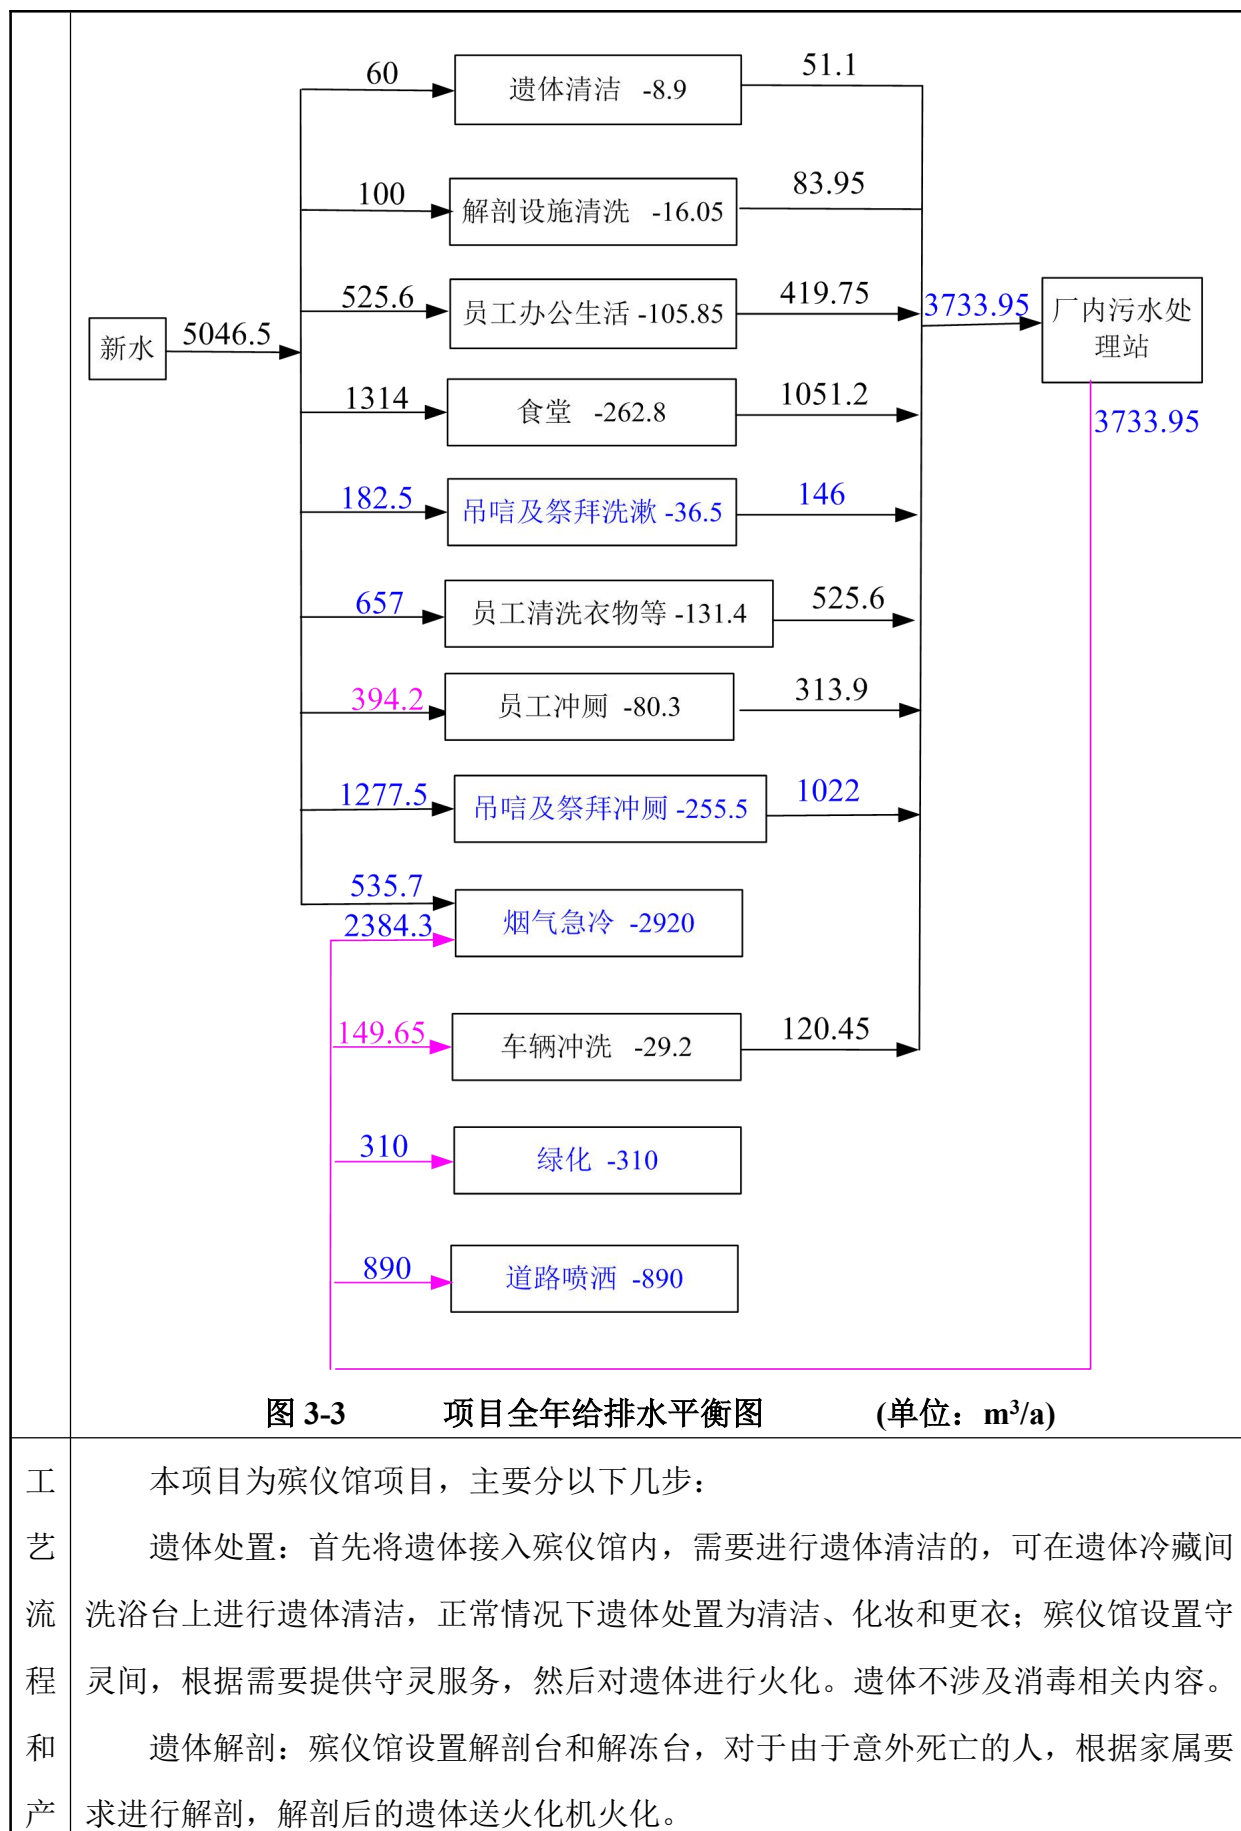 60
遗体清洁 -8.9
51.1
100
解剖设施清洗 -16.05
83.95
525.6
员工办公生活 -105.85
419.75
3733.95
厂内污水处
理站
新水
5046.5
1314
食堂 -262.8
1051.2
3733.95
182.5
吊唁及祭拜洗漱 -36.5
146
657
员工清洗衣物等 -131.4
525.6
394.2
员工冲厕 -80.3
313.9
1277.5
吊唁及祭拜冲厕 -255.5
1022
535.7
烟气急冷 -2920
2384.3
149.65
车辆冲洗 -29.2
120.45
310
绿化 -310
890
道路喷洒 -890
图 3-3 项目全年给排水平衡图 (单位：m³/a)
工
艺
流
程
和
产
本项目为殡仪馆项目，主要分以下几步：
遗体处置：首先将遗体接入殡仪馆内，需要进行遗体清洁的，可在遗体冷藏间
洗浴台上进行遗体清洁，正常情况下遗体处置为清洁、化妆和更衣；殡仪馆设置守
灵间，根据需要提供守灵服务，然后对遗体进行火化。遗体不涉及消毒相关内容。
遗体解剖：殡仪馆设置解剖台和解冻台，对于由于意外死亡的人，根据家属要
求进行解剖，解剖后的遗体送火化机火化。